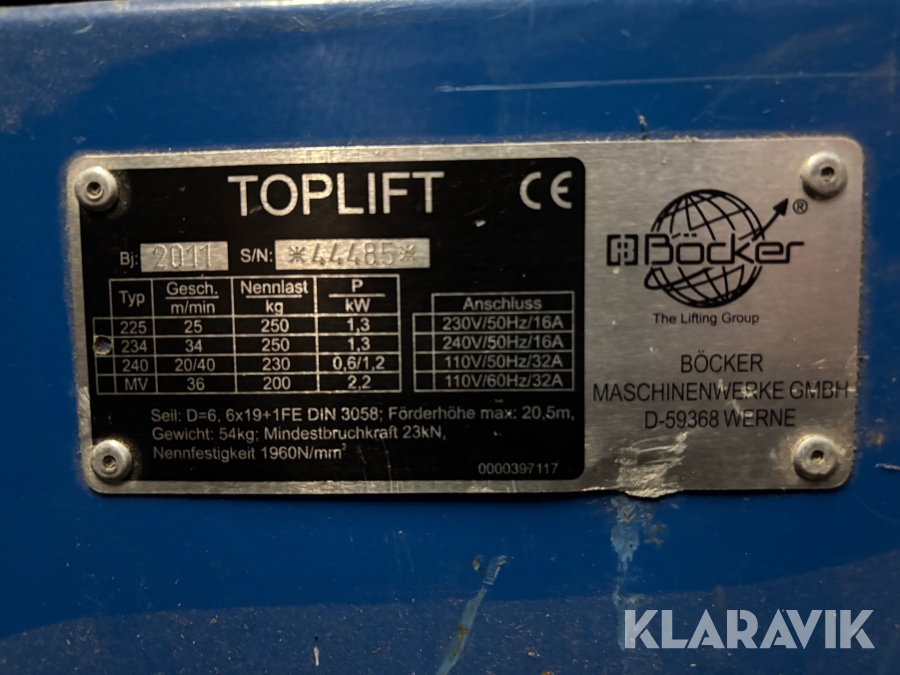 TOPLIFT CE
Bj: 2011 S/N: *44485*
Typ Gesch. m/min Nennlast kg P kW
225 25 250 1,3
234 34 250 1,3
240 20/40 230 0,6/1,2
MV 36 200 2,2
Anschluss
230V/50Hz/16A
240V/50Hz/16A
110V/50Hz/32A
110V/60Hz/32A
Seil: D=6, 6x19+1FE DIN 3058; Förderhöhe max: 20,5m,
Gewicht: 54kg; Mindestbruchkraft 23kN,
Nennfestigkeit 1960N/mm²
0000397117
Böcker ®
The Lifting Group
BÖCKER
MASCHINENWERKE GMBH
D-59368 WERNE
KLARAVIK